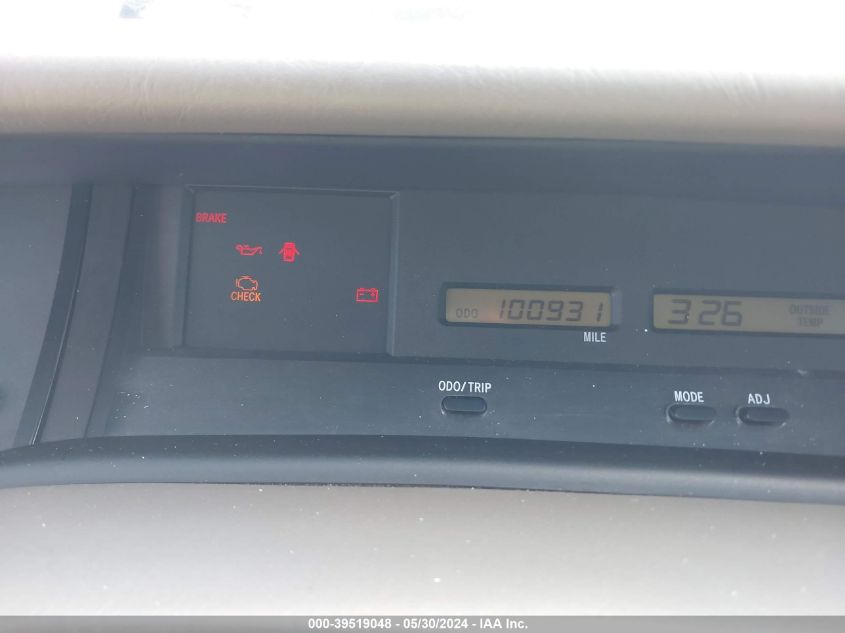 BRAKE
CHECK
ODO 100931
MILE
326 OUTSIDE
TEMP
ODO/TRIP
MODE ADJ
000-39519048 - 05/30/2024 - IAA Inc.